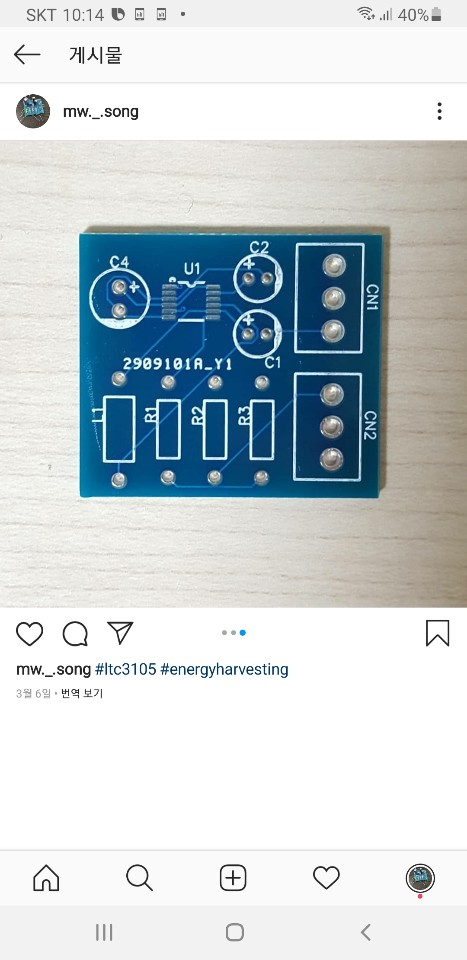 SKT 10:14 40%
게시물
mw._.song
C4
U1
C2
CN1
C1
2909101A_Y1
L1
R1
R2
R3
CN2
mw._.song #ltc3105 #energyharvesting
3월 6일 • 번역 보기